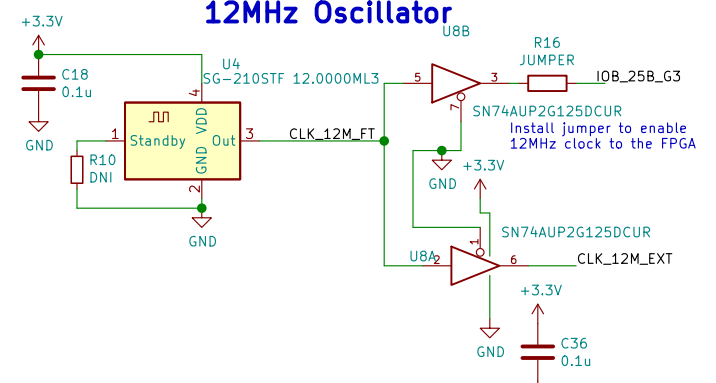 12MHz Oscillator
+3.3V
U8B
R16
JUMPER
U4
SG-210STF 12.0000ML3
C18
0.1u
IOB_25B_G3
5
3
4
7
SN74AUP2G125DCUR
VDD
Install jumper to enable
12MHz clock to the FPGA
1
Standby
Out
3
CLK_12M_FT
GND
R10
DNI
GND
2
GND
+3.3V
GND
GND
SN74AUP2G125DCUR
1
U8A
2
6
CLK_12M_EXT
+3.3V
GND
C36
0.1u